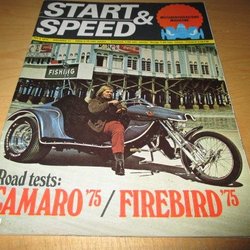 START &
SPEED
FISHING
Road tests:
CAMARO '75 / FIREBIRD '75